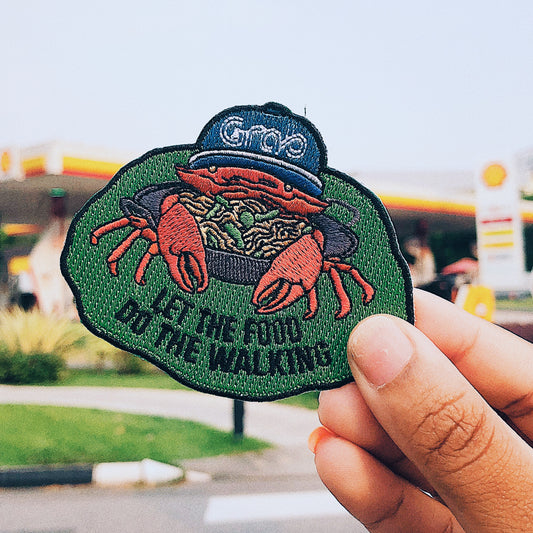 Grab
LET THE FOOD
DO THE WALKING